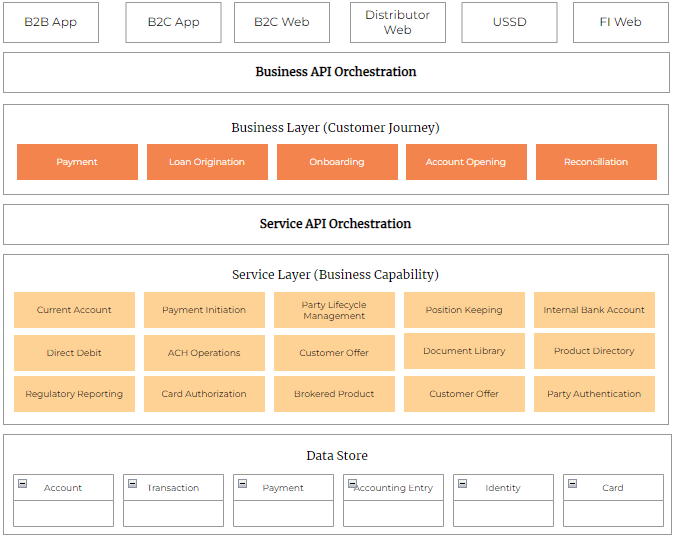 B2B App
B2C App
B2C Web
Distributor
Web
USSD
FI Web
Business API Orchestration
Business Layer (Customer Journey)
Payment
Loan Origination
Onboarding
Account Opening
Reconciliation
Service API Orchestration
Service Layer (Business Capability)
Current Account
Payment Initiation
Party Lifecycle
Management
Position Keeping
Internal Bank Account
Direct Debit
ACH Operations
Customer Offer
Document Library
Product Directory
Regulatory Reporting
Card Authorization
Brokered Product
Customer Offer
Party Authentication
Data Store
Account
Transaction
Payment
Accounting Entry
Identity
Card